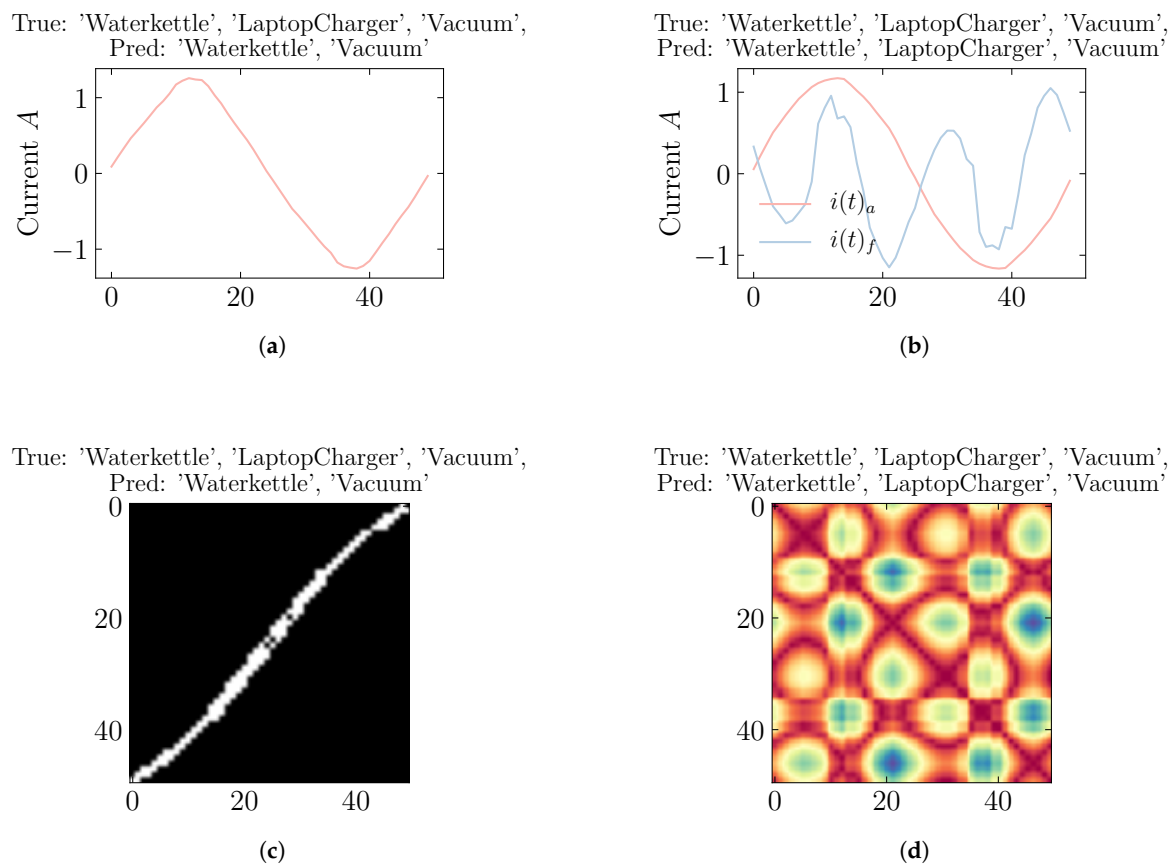 True: ’Waterkettle’, ’LaptopCharger’, ’Vacuum’,
Pred: ’Waterkettle’, ’Vacuum’
Current A
1
0
−1
0
20
40
(a)
True: ’Waterkettle’, ’LaptopCharger’, ’Vacuum’,
Pred: ’Waterkettle’, ’LaptopCharger’, ’Vacuum’
Current A
1
0
−1
i(t)a
i(t)f
0
20
40
(b)
True: ’Waterkettle’, ’LaptopCharger’, ’Vacuum’,
Pred: ’Waterkettle’, ’Vacuum’
0
20
40
0
20
40
(c)
True: ’Waterkettle’, ’LaptopCharger’, ’Vacuum’,
Pred: ’Waterkettle’, ’LaptopCharger’, ’Vacuum’
0
20
40
0
20
40
(d)